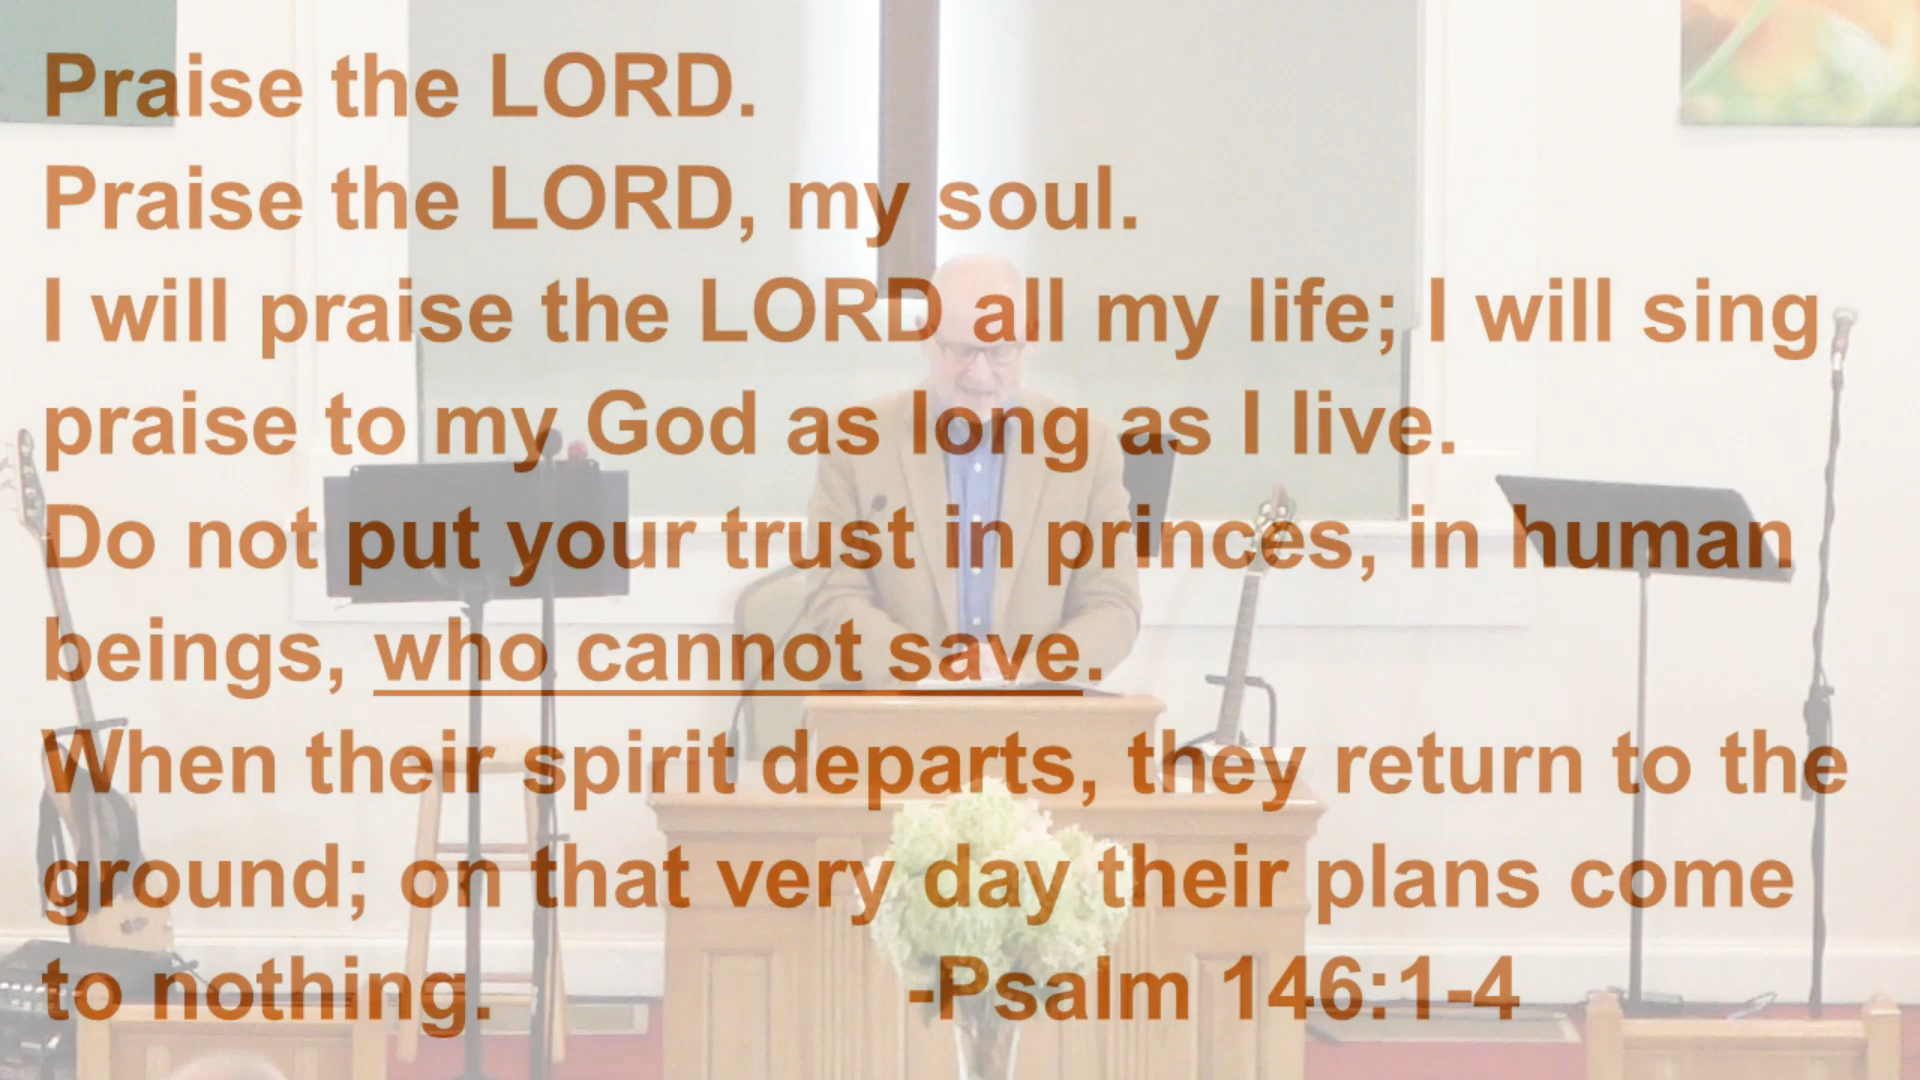 Praise the LORD.
Praise the LORD, my soul.
I will praise the LORD all my life; I will sing
praise to my God as long as I live.
Do not put your trust in princes, in human
beings, who cannot save.
When their spirit departs, they return to the
ground; on that very day their plans come
to nothing. -Psalm 146:1-4